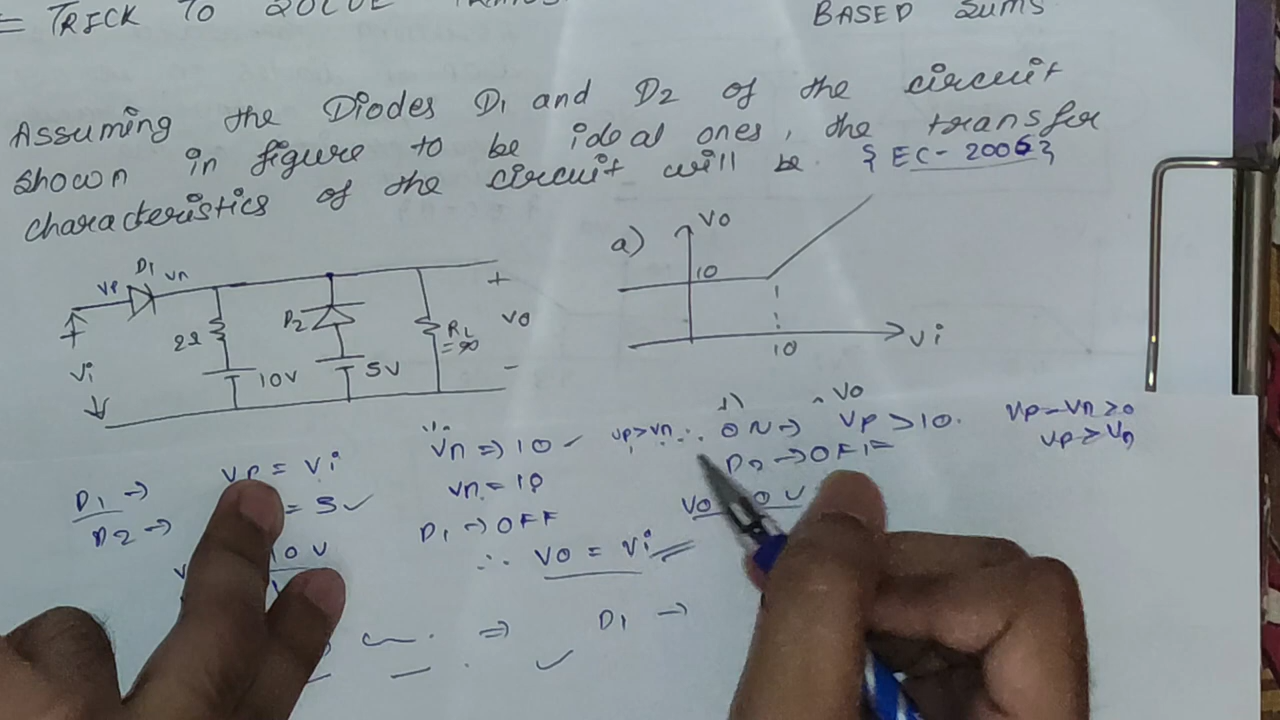 = TRICK TO SOLVE
BASED SUMS
Assuming the Diodes D1 and D2 of the circuit
shown in figure to be ideal ones, the transfer
characteristics of the circuit will be. {EC-2006}
a) Vo
10
10
Vi
Vp D1 Vn
+
2Ω
D2
RL
=∞
Vo
Vi
10V
5V
-
D1 → Vp = Vi Vn ⇒ 10
D2 → = 5 Vn = 10
10V
D1 → OFF
∴ Vo = Vi
Vo
Vp>Vn ∴ ON → Vp > 10.
D2 → OFF
Vo
Vp-Vn>0
Vp>Vn
⇒ D1 →